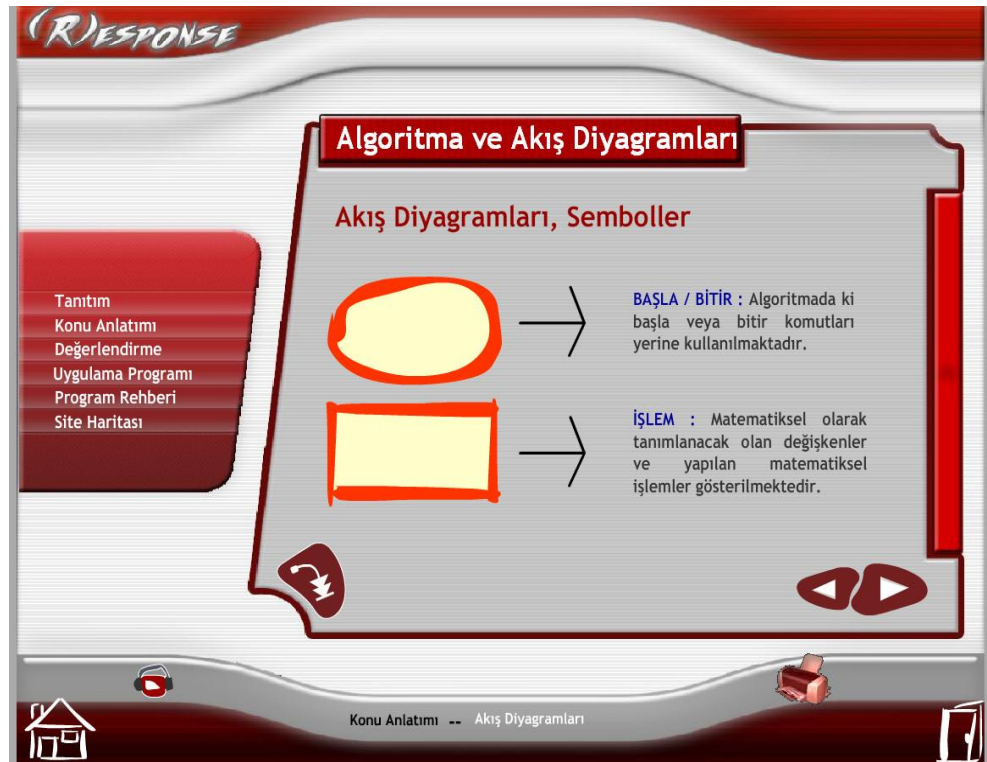 (R)ESPONSE
Algoritma ve Akış Diyagramları
Akış Diyagramları, Semboller
Tanıtım
Konu Anlatımı
Değerlendirme
Uygulama Programı
Program Rehberi
Site Haritası
BAŞLA / BİTİR : Algoritmada ki
başla veya bitir komutları
yerine kullanılmaktadır.
İŞLEM : Matematiksel olarak
tanımlanacak olan değişkenler
ve yapılan matematiksel
işlemler gösterilmektedir.
Konu Anlatımı -- Akış Diyagramları